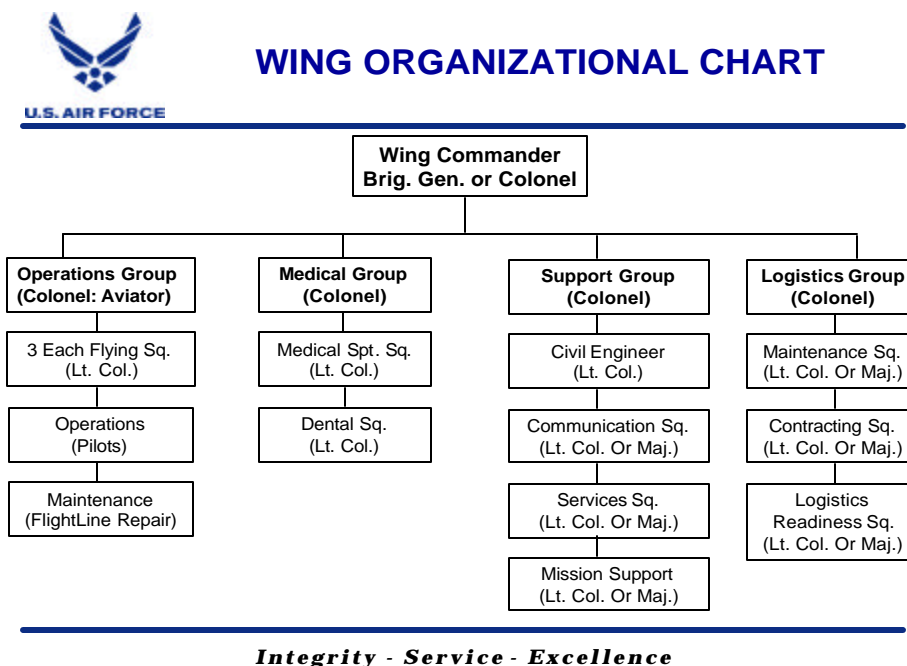 U.S. AIR FORCE
WING ORGANIZATIONAL CHART
Wing Commander
Brig. Gen. or Colonel
Operations Group
(Colonel: Aviator)
3 Each Flying Sq.
(Lt. Col.)
Operations
(Pilots)
Maintenance
(FlightLine Repair)
Medical Group
(Colonel)
Medical Spt. Sq.
(Lt. Col.)
Dental Sq.
(Lt. Col.)
Support Group
(Colonel)
Civil Engineer
(Lt. Col.)
Communication Sq.
(Lt. Col. Or Maj.)
Services Sq.
(Lt. Col. Or Maj.)
Mission Support
(Lt. Col. Or Maj.)
Logistics Group
(Colonel)
Maintenance Sq.
(Lt. Col. Or Maj.)
Contracting Sq.
(Lt. Col. Or Maj.)
Logistics
Readiness Sq.
(Lt. Col. Or Maj.)
Integrity - Service - Excellence